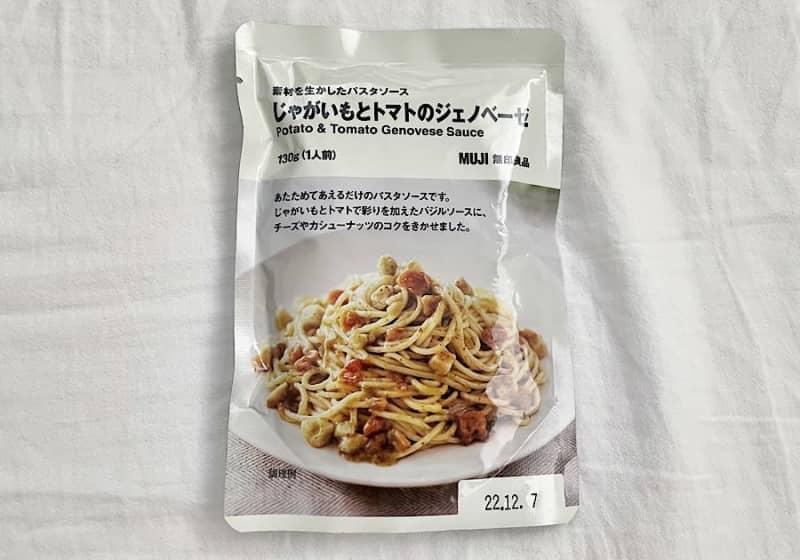 素材を生かしたパスタソース
じゃがいもとトマトのジェノベーゼ
Potato & Tomato Genovese Sauce
130g(1人前)
MUJI 無印良品
あたためてあえるだけのパスタソースです。
じゃがいもとトマトで彩りを加えたバジルソースに、
チーズやカシューナッツのコクをきかせました。
調理例
22.12. 7